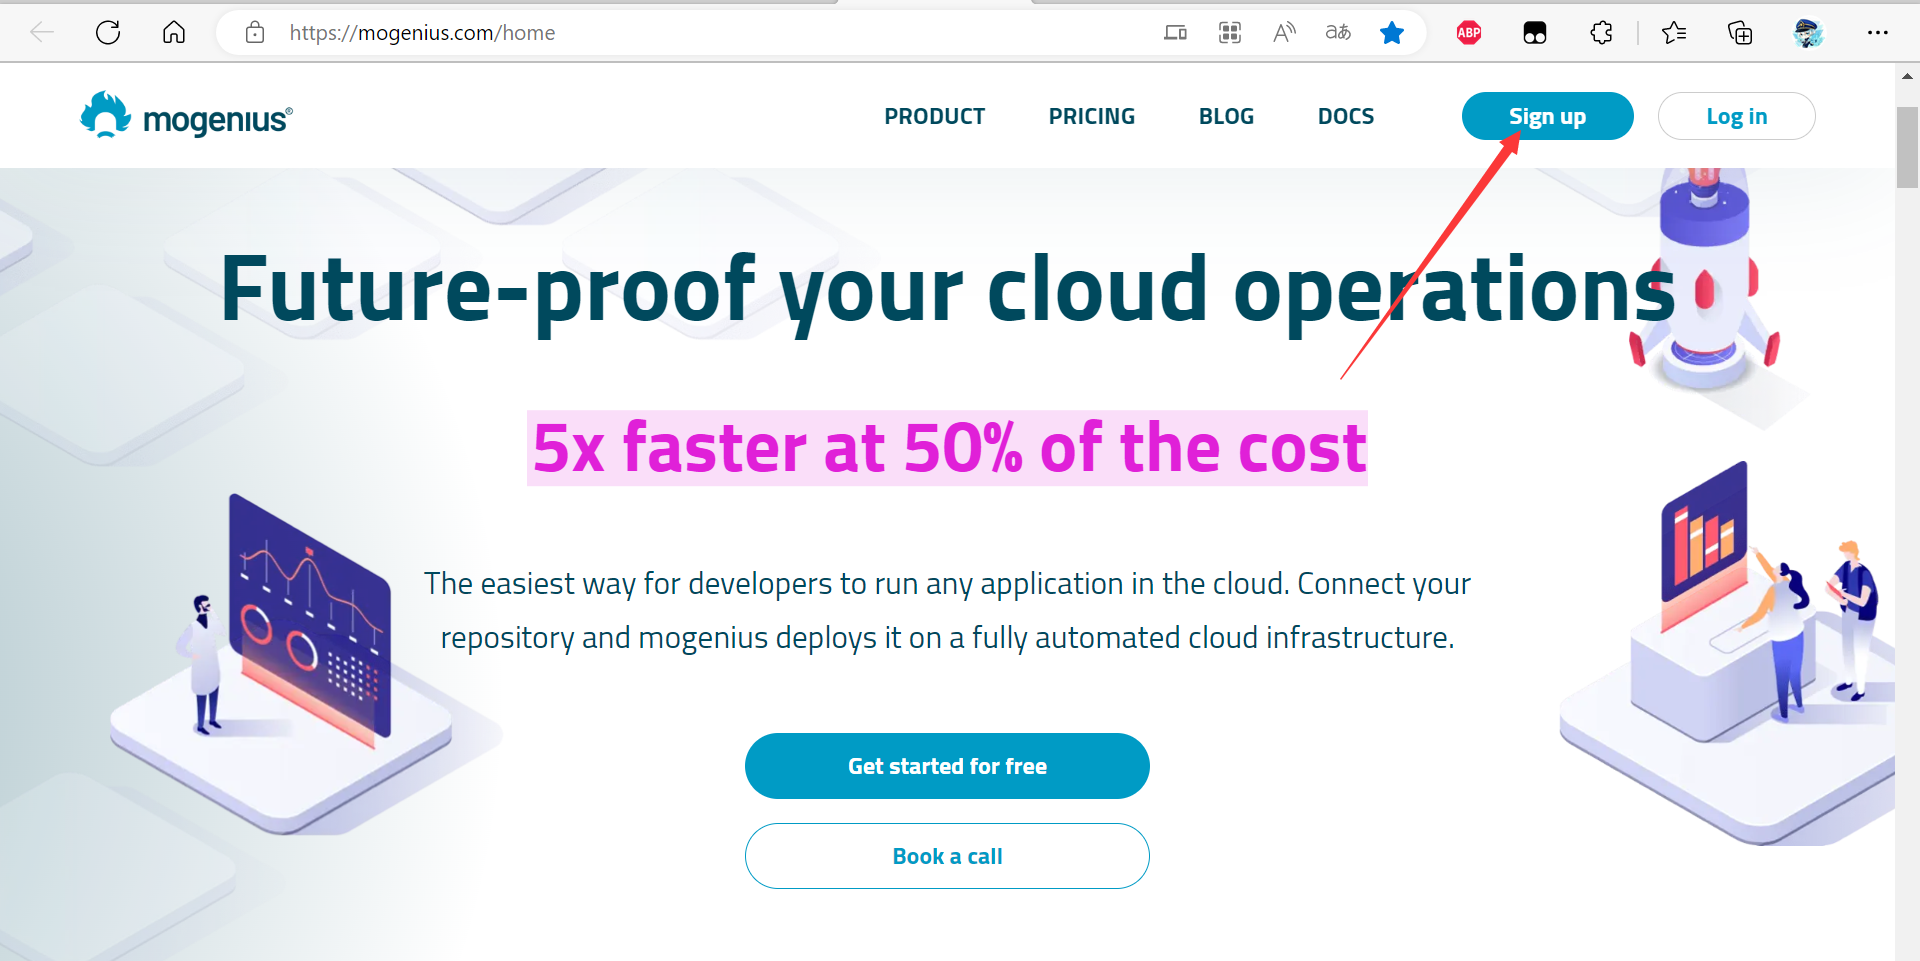 https://mogenius.com/home
aあ
ABP
mogenius®
PRODUCT
PRICING
BLOG
DOCS
Sign up
Log in
Future-proof your cloud operations
5x faster at 50% of the cost
The easiest way for developers to run any application in the cloud. Connect your
repository and mogenius deploys it on a fully automated cloud infrastructure.
Get started for free
Book a call